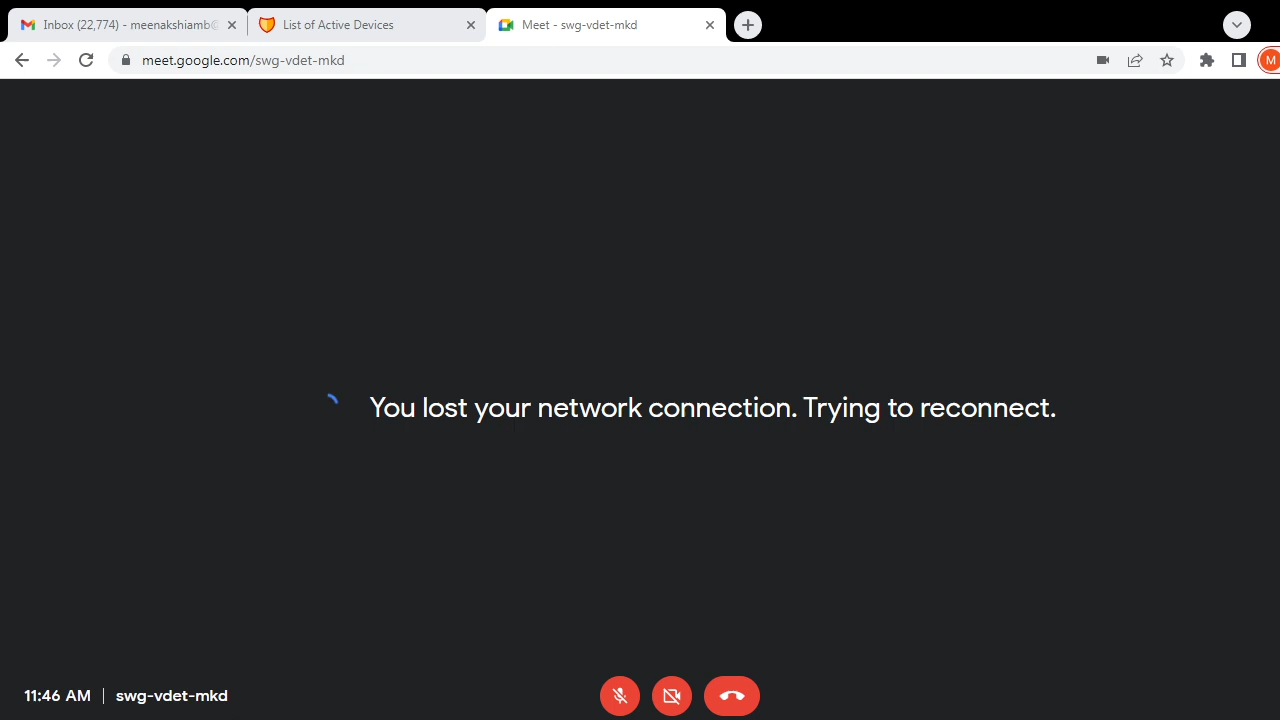 Inbox (22,774) - meenakshiamb@
List of Active Devices
Meet - swg-vdet-mkd
meet.google.com/swg-vdet-mkd
M
You lost your network connection. Trying to reconnect.
11:46 AM | swg-vdet-mkd